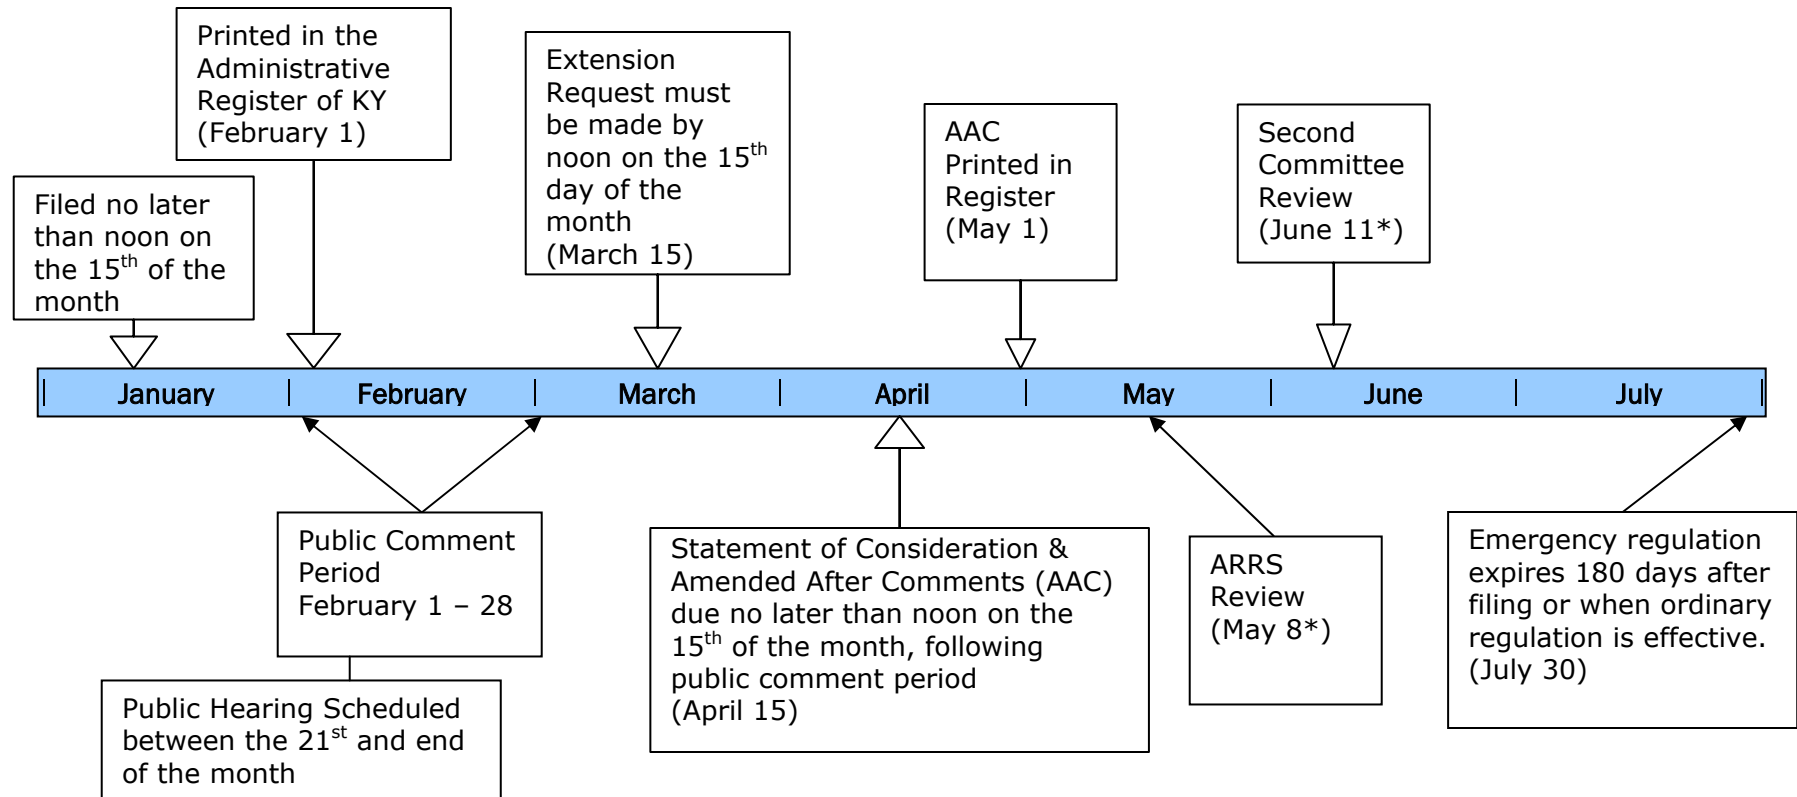 Printed in the
Administrative
Register of KY
(February 1)
Extension
Request must
be made by
noon on the 15th
day of the
month
(March 15)
AAC
Printed in
Register
(May 1)
Second
Committee
Review
(June 11*)
Filed no later
than noon on
the 15th of the
month
January
February
March
April
May
June
July
Public Comment
Period
February 1 – 28
Public Hearing Scheduled
between the 21st and end
of the month
Statement of Consideration &
Amended After Comments (AAC)
due no later than noon on the
15th of the month, following
public comment period
(April 15)
ARRS
Review
(May 8*)
Emergency regulation
expires 180 days after
filing or when ordinary
regulation is effective.
(July 30)